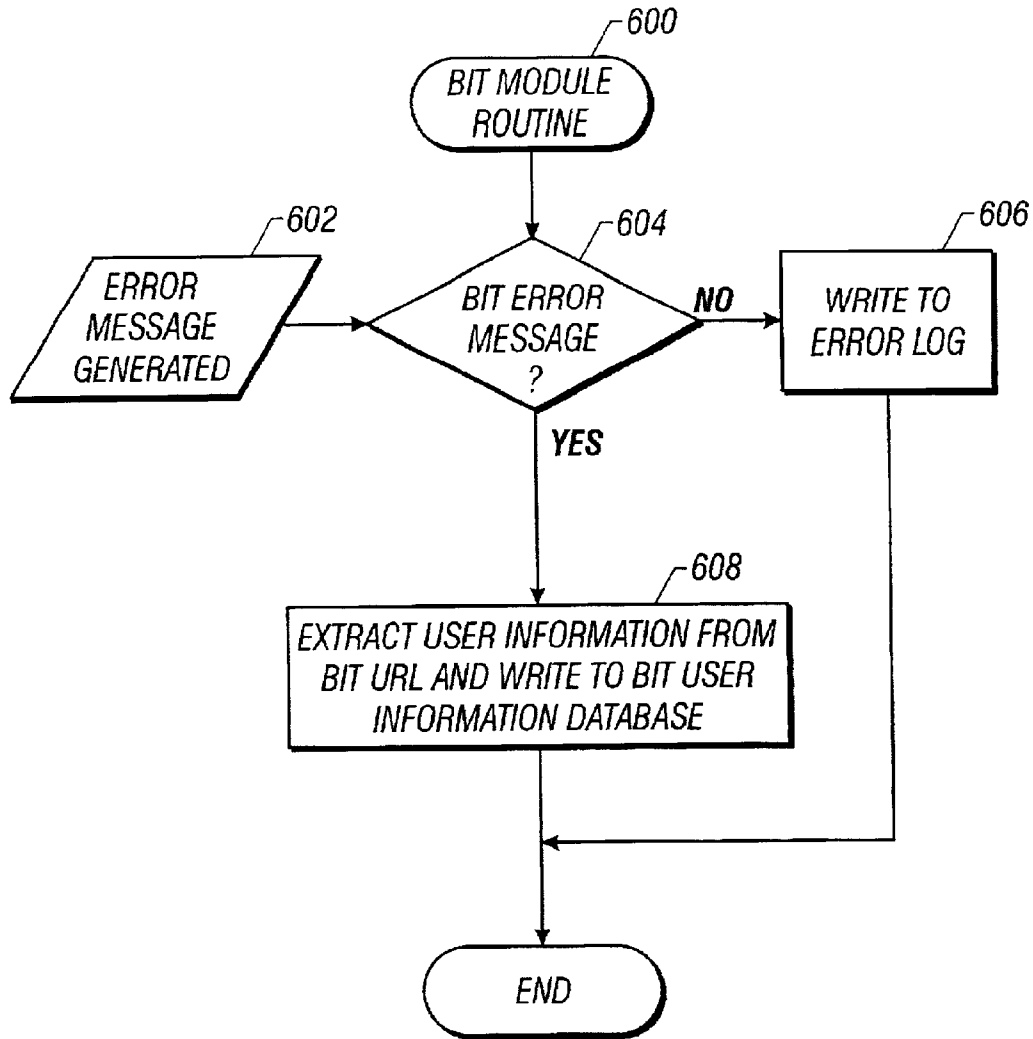 600
BIT MODULE
ROUTINE
602
ERROR
MESSAGE
GENERATED
604
BIT ERROR
MESSAGE
?
NO
606
WRITE TO
ERROR LOG
YES
608
EXTRACT USER INFORMATION FROM
BIT URL AND WRITE TO BIT USER
INFORMATION DATABASE
END